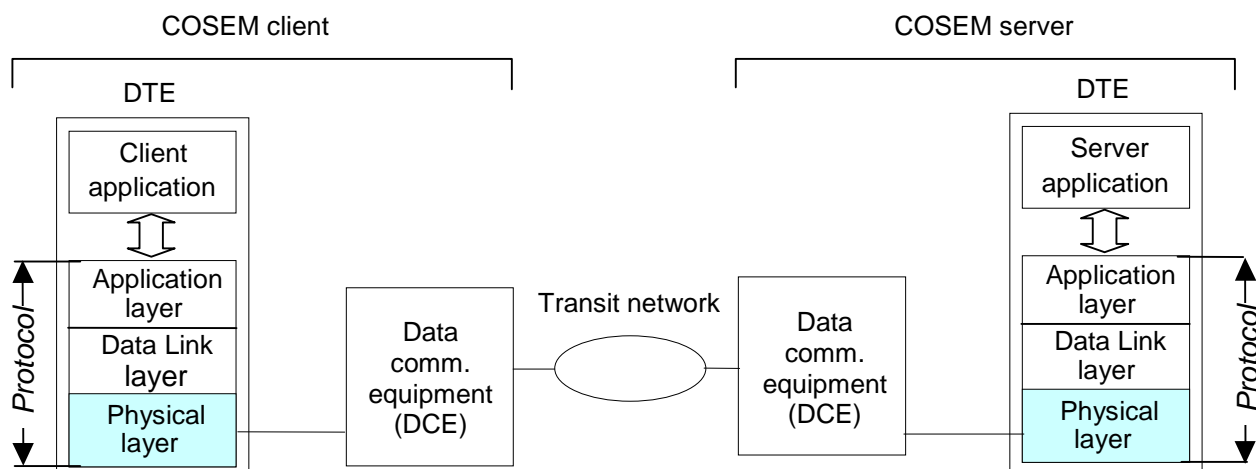 COSEM client
COSEM server
DTE
DTE
Client
application
Server
application
Protocol
Application
layer
Data Link
layer
Physical
layer
Data
comm.
equipment
(DCE)
Transit network
Data
comm.
equipment
(DCE)
Application
layer
Data Link
layer
Physical
layer
Protocol